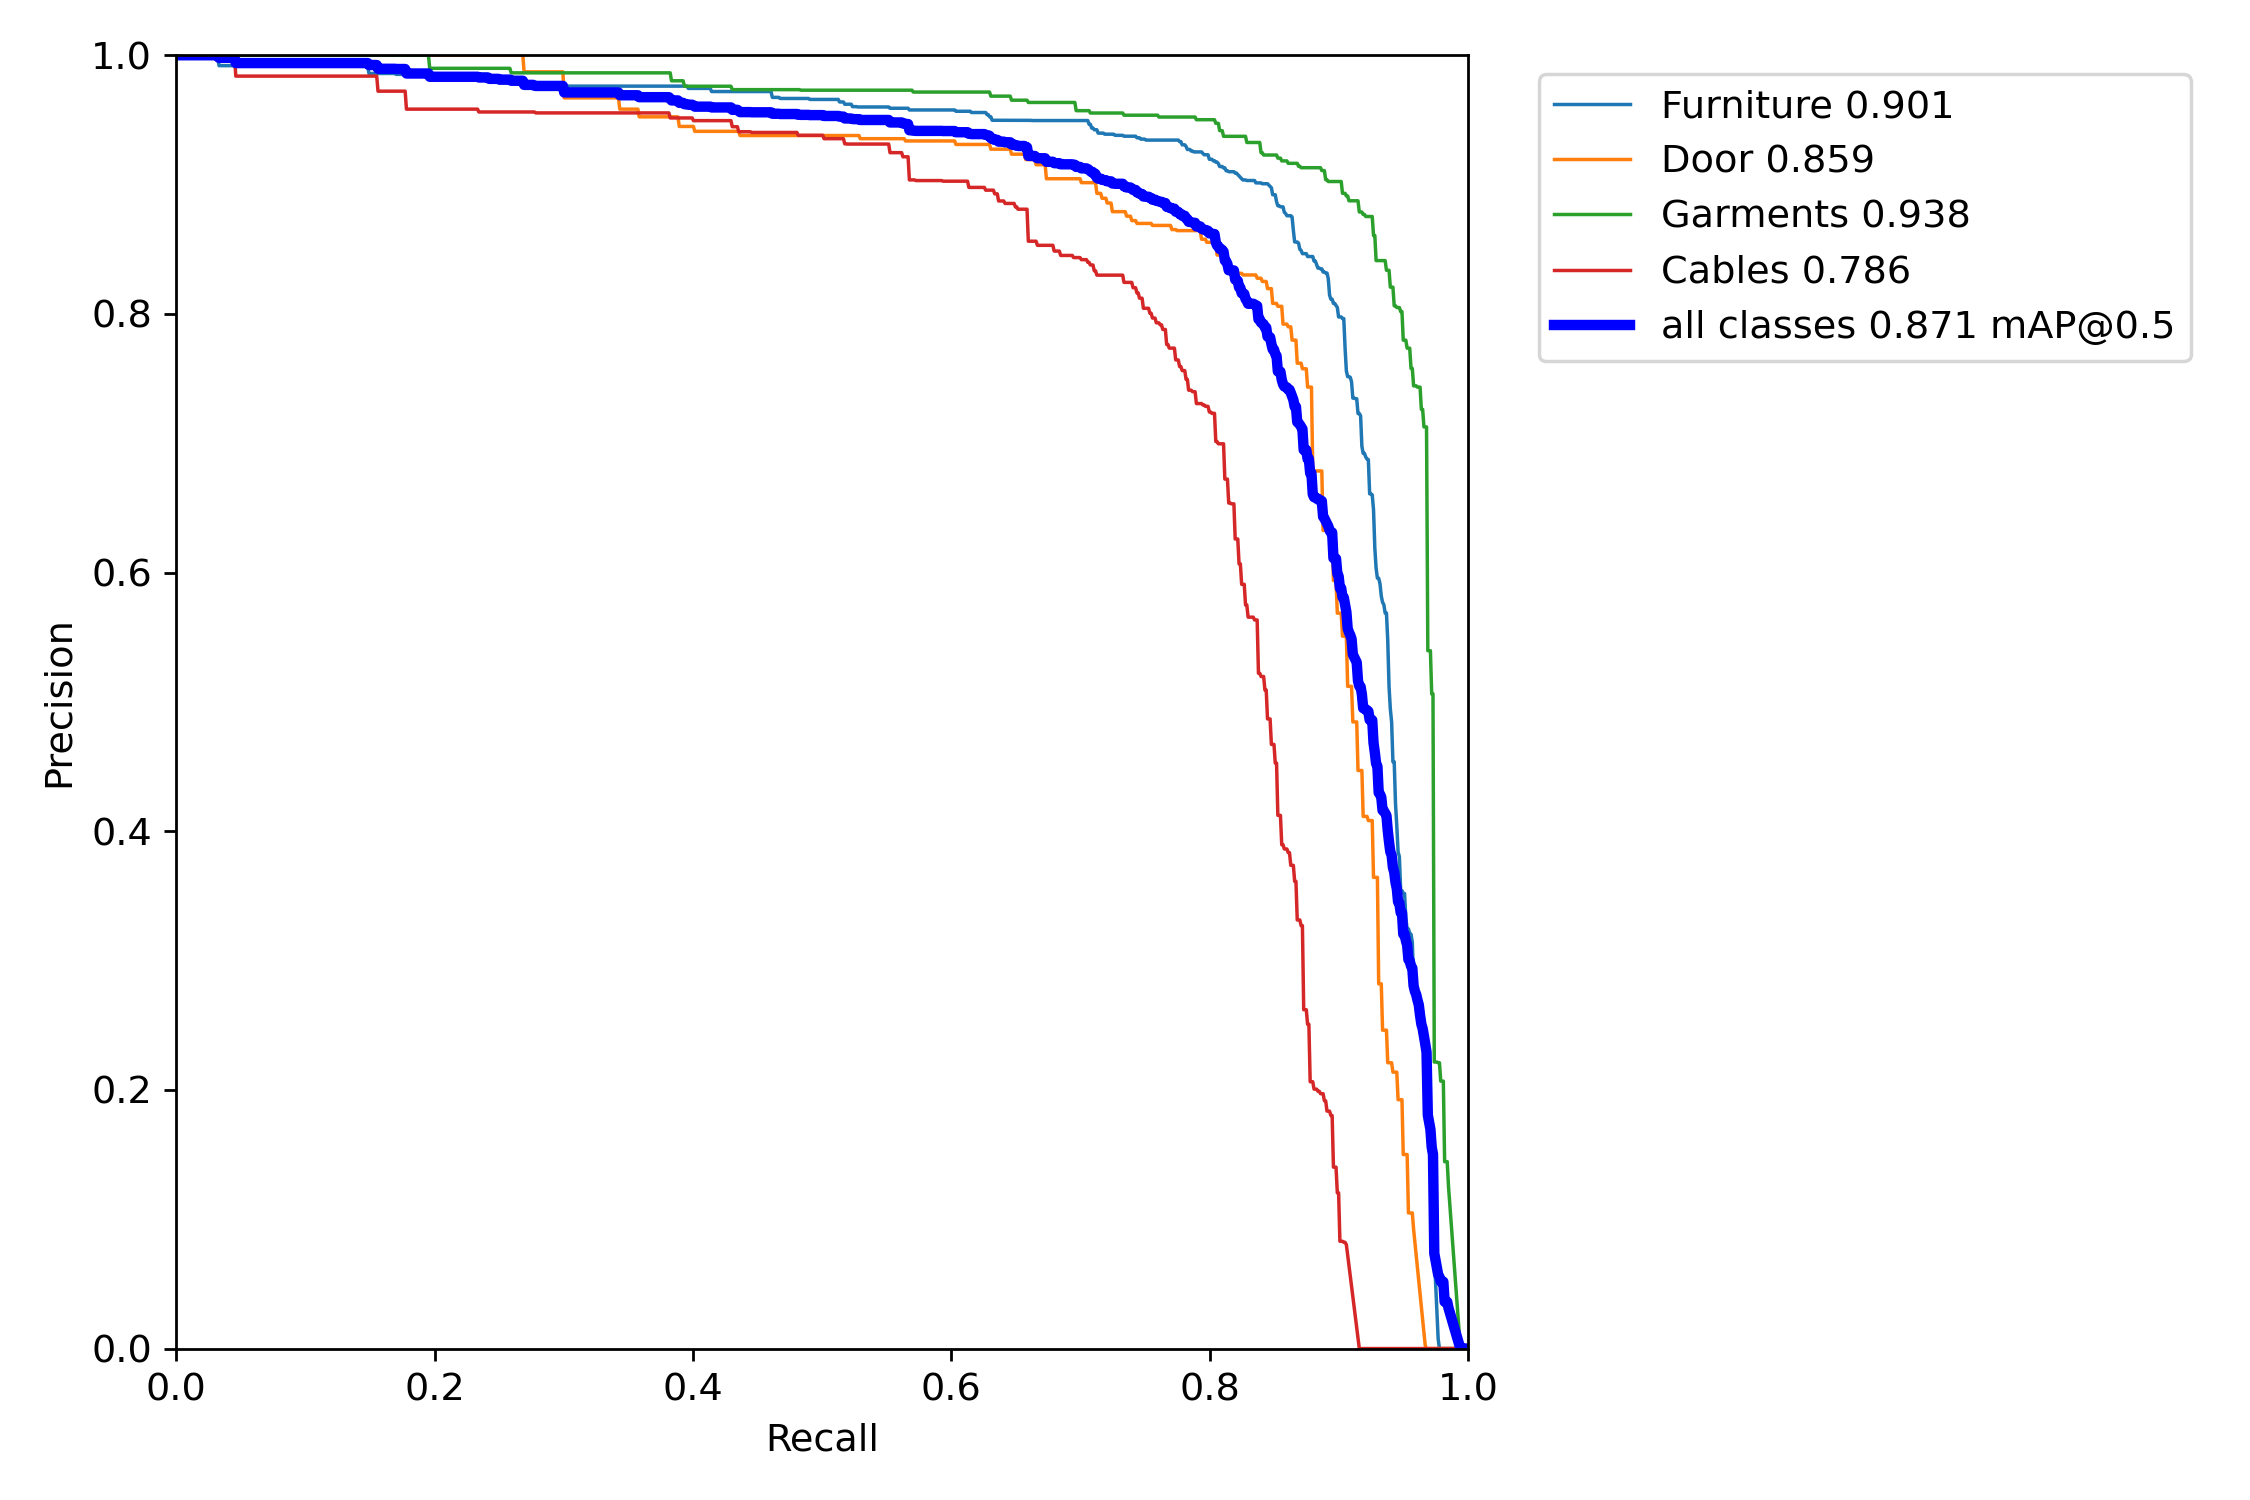 1.0
0.8
0.6
0.4
0.2
0.0
0.0 0.2 0.4 0.6 0.8 1.0
Precision
Recall
Furniture 0.901
Door 0.859
Garments 0.938
Cables 0.786
all classes 0.871 mAP@0.5